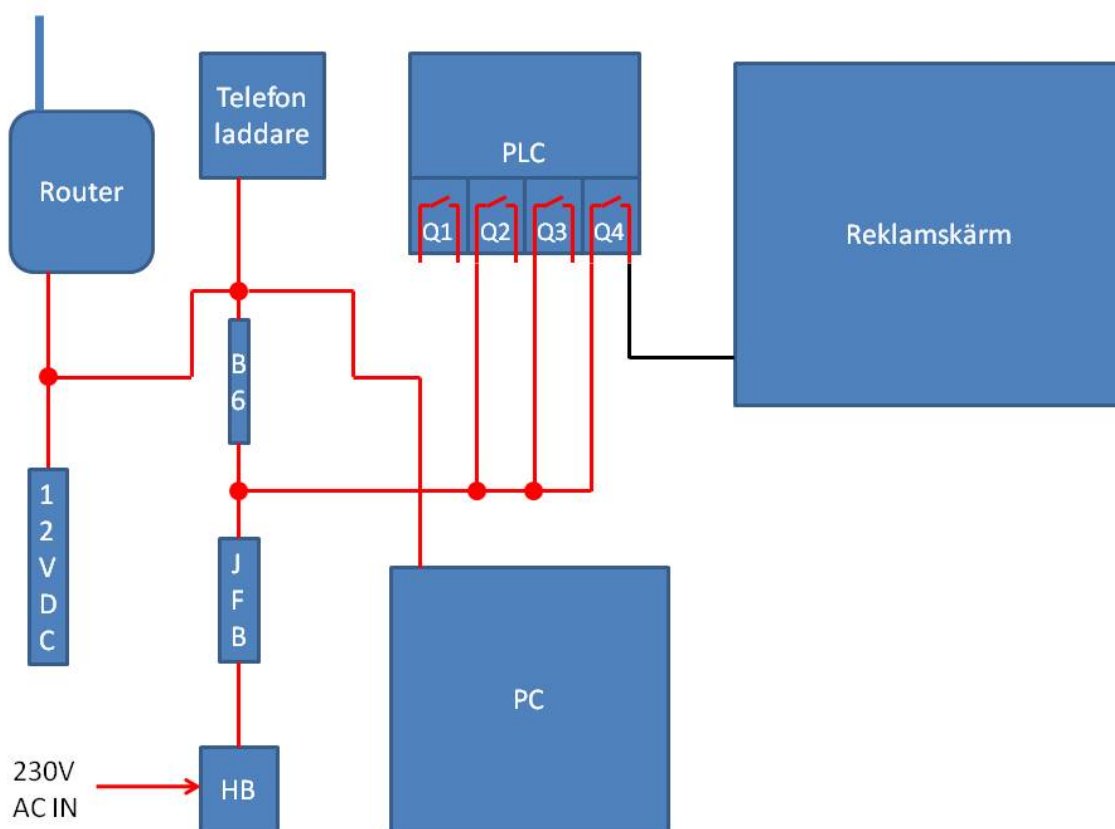 Telefon
laddare
PLC
Router
Q1 Q2 Q3 Q4
Reklamskärm
B
6
1
2
V
D
C
J
F
B
PC
230V
AC IN
HB